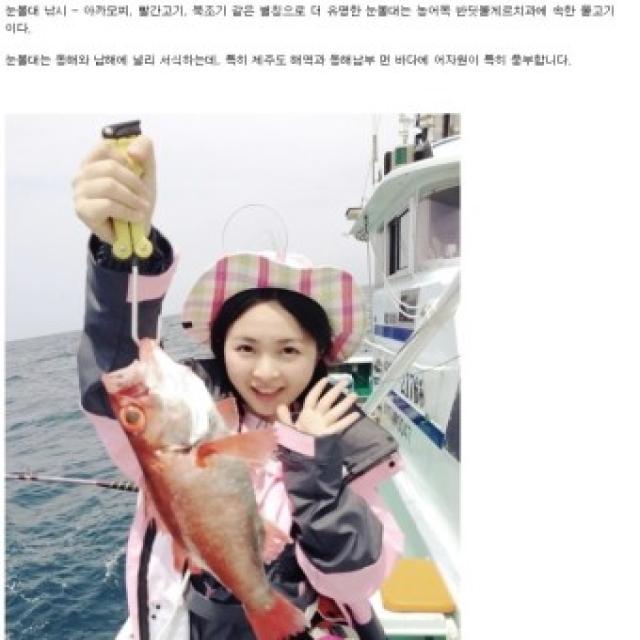 눈볼대 낚시 - 아카모찌, 빨간고기, 북조기 같은 별칭으로 더 유명한 눈볼대는 농어목 반딧불게르치과에 속한 물고기
이다.
눈볼대는 동해와 남해에 널리 서식하는데, 특히 제주도 해역과 동해남부 먼 바다에 어자원이 특히 풍부합니다.